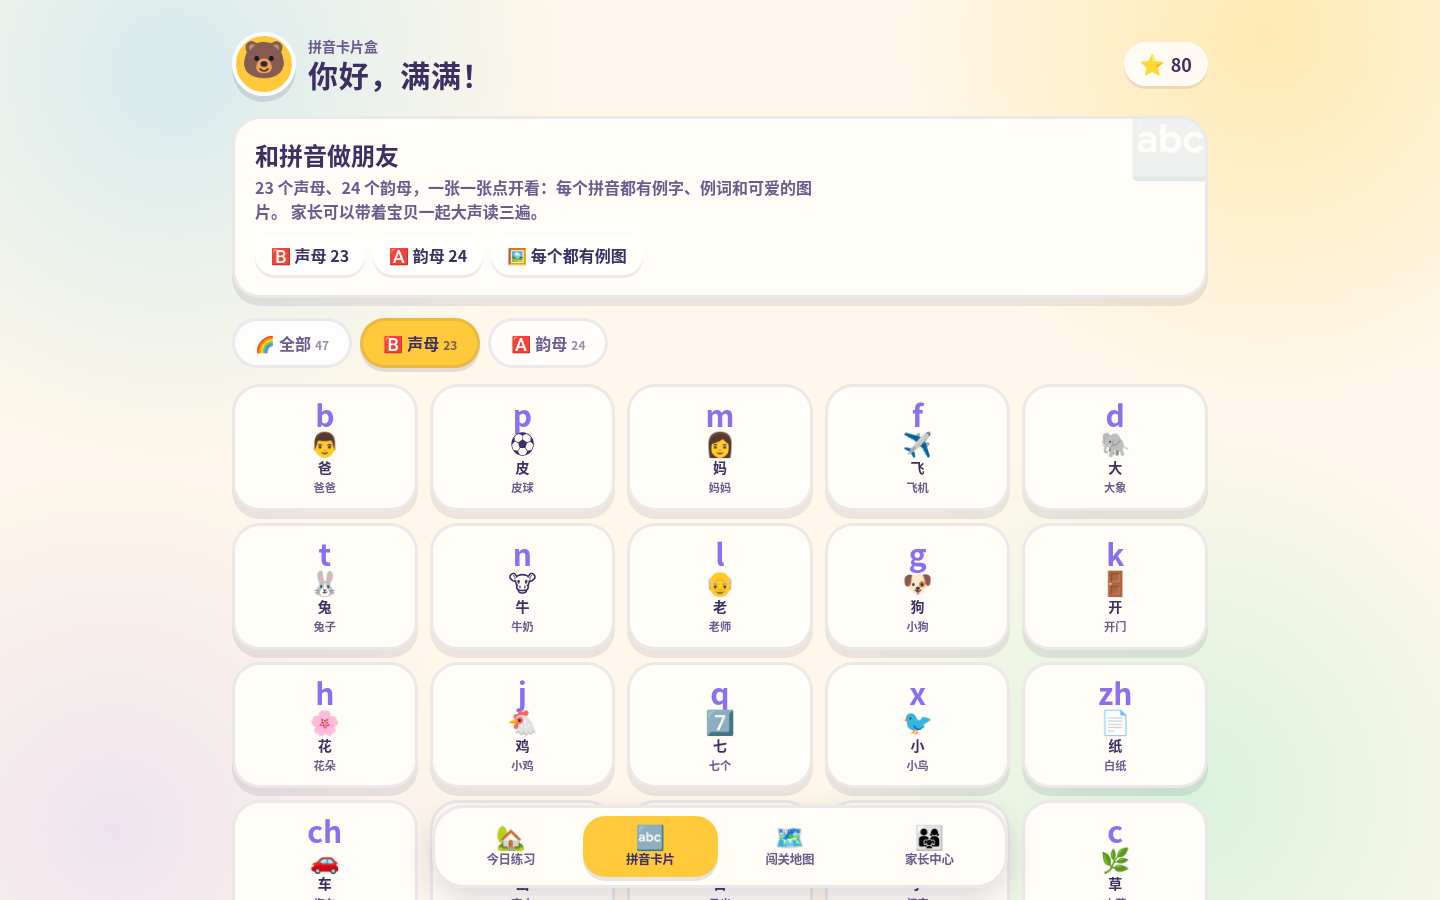 拼音卡片盒
你好，满满！
80
abc
和拼音做朋友
23 个声母、24 个韵母，一张一张点开看：每个拼音都有例字、例词和可爱的图
片。 家长可以带着宝贝一起大声读三遍。
B 声母 23
A 韵母 24
每个都有例图
全部 47
B 声母 23
A 韵母 24
b
爸
爸爸
p
皮
皮球
m
妈
妈妈
f
飞
飞机
d
大
大象
t
兔
兔子
n
牛
牛奶
l
老
老师
g
狗
小狗
k
开
开门
h
花
花朵
j
鸡
小鸡
q
7
七
七个
x
小
小鸟
zh
纸
白纸
ch
车
c
草
今日练习
abc
拼音卡片
闯关地图
家长中心